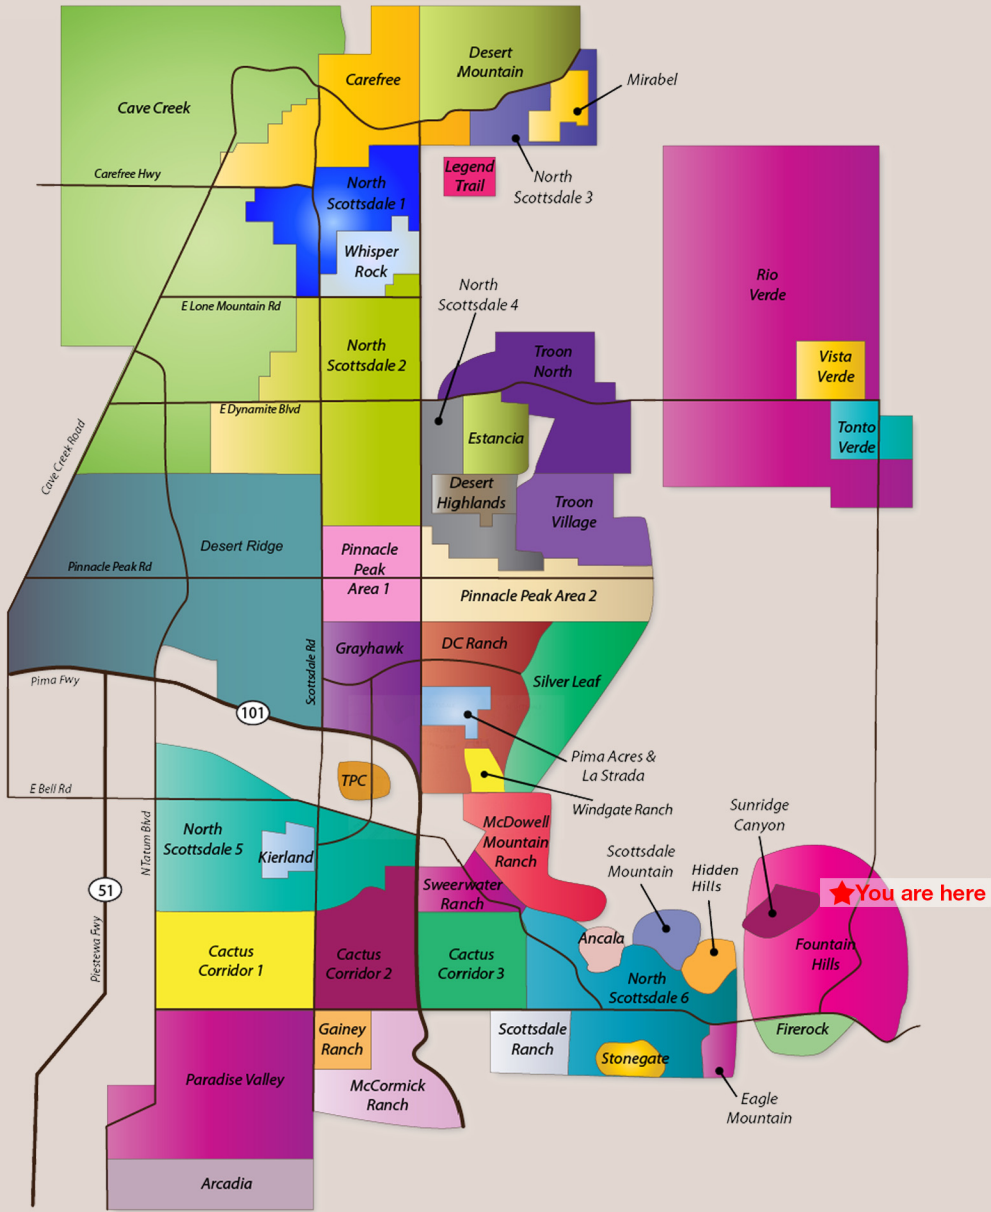 Desert
Mountain
Carefree
Mirabel
Cave Creek
Legend
Trail
Carefree Hwy
North
Scottsdale 3
North
Scottsdale 1
Whisper
Rock
Rio
Verde
North
Scottsdale 4
E Lone Mountain Rd
North
Scottsdale 2
Troon
North
Vista
Verde
E Dynamite Blvd
Tonto
Verde
Estancia
Cave Creek Road
Desert
Highlands
Troon
Village
Desert Ridge
Pinnacle
Peak
Area 1
Pinnacle Peak Rd
Pinnacle Peak Area 2
Grayhawk
DC Ranch
Scottsdale Rd
Silver Leaf
Pima Fwy
101
Pima Acres &
La Strada
TPC
E Bell Rd
Windgate Ranch
Sunridge
Canyon
McDowell
Mountain
Ranch
North
Scottsdale 5
N Tatum Blvd
Kierland
Scottsdale
Mountain
Hidden
Hills
51
Sweerwater
Ranch
You are here
Piestewa Fwy
Ancala
Fountain
Hills
Cactus
Corridor 1
Cactus
Corridor 2
Cactus
Corridor 3
North
Scottsdale 6
Gainey
Ranch
Scottsdale
Ranch
Firerock
Stonegate
Paradise Valley
McCormick
Ranch
Eagle
Mountain
Arcadia